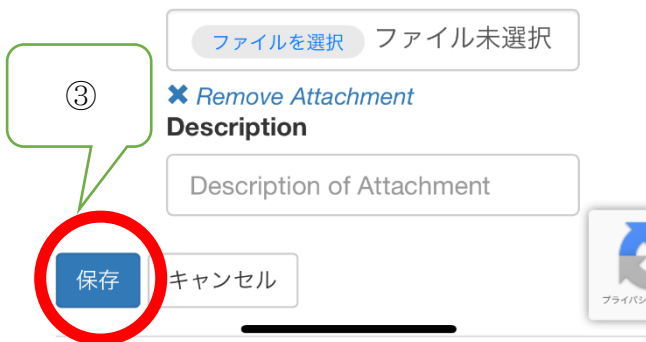 ファイルを選択 ファイル未選択
③
✖ Remove Attachment
Description
Description of Attachment
保存 キャンセル
プライバシ